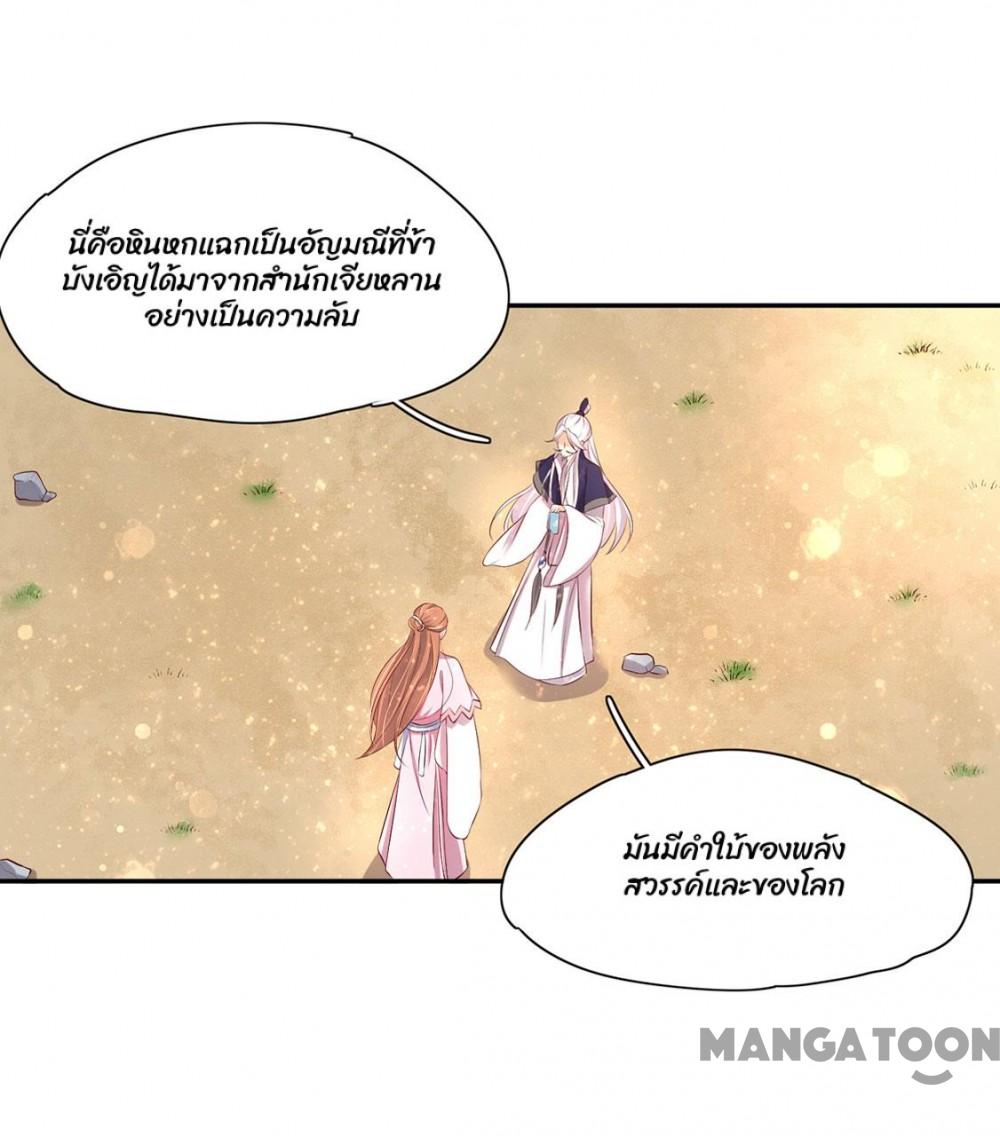 นี่คือหินหกแฉกเป็นอัญมณีที่ข้า
บังเอิญได้มาจากสำนักเจียหลาน
อย่างเป็นความลับ
มันมีคำใบ้ของพลัง
สวรรค์และของโลก
MANGATOON